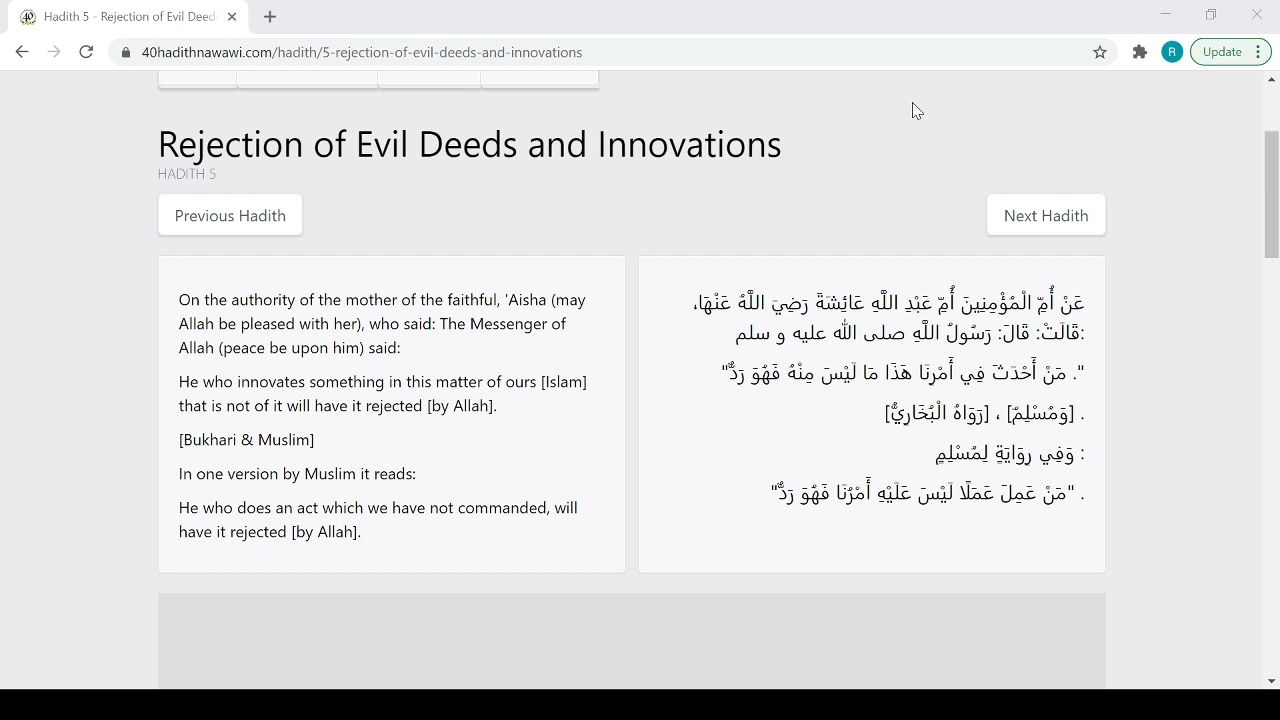 Hadith 5 - Rejection of Evil Deed
40hadithnawawi.com/hadith/5-rejection-of-evil-deeds-and-innovations
R
Update
Rejection of Evil Deeds and Innovations
HADITH 5
Previous Hadith
Next Hadith
On the authority of the mother of the faithful, 'Aisha (may
Allah be pleased with her), who said: The Messenger of
Allah (peace be upon him) said:
He who innovates something in this matter of ours [Islam]
that is not of it will have it rejected [by Allah].
[Bukhari & Muslim]
In one version by Muslim it reads:
He who does an act which we have not commanded, will
have it rejected [by Allah].
عَنْ أُمِّ الْمُؤْمِنِينَ أُمِّ عَبْدِ اللَّهِ عَائِشَةَ رَضِيَ اللَّهُ عَنْهَا،
قَالَتْ: قَالَ: رَسُولُ اللَّهِ صلى الله عليه و سلم:
"مَنْ أَحْدَثَ فِي أَمْرِنَا هَذَا مَا لَيْسَ مِنْهُ فَهُوَ رَدٌّ ."
[رَوَاهُ الْبُخَارِيُّ] ، [وَمُسْلِمٌ] .
وَفِي رِوَايَةٍ لِمُسْلِمٍ :
"مَنْ عَمِلَ عَمَلًا لَيْسَ عَلَيْهِ أَمْرُنَا فَهُوَ رَدٌّ" .